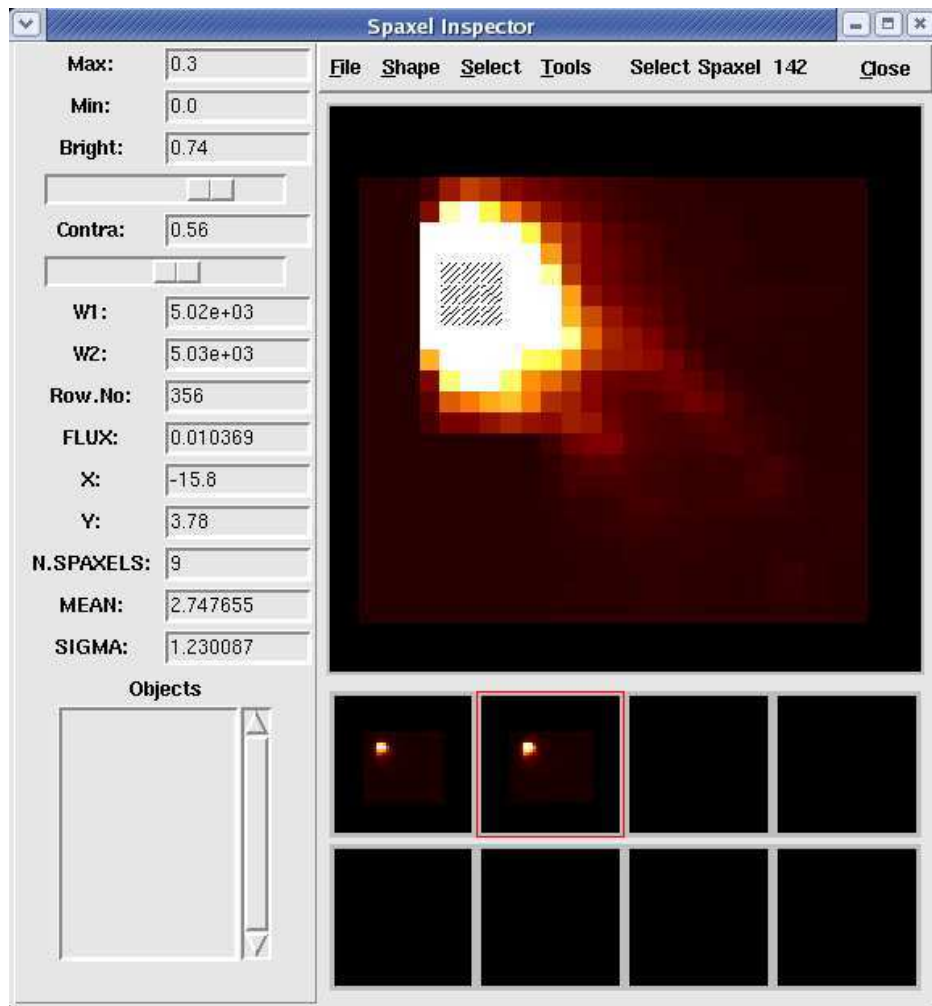 Spaxel Inspector
File Shape Select Tools Select Spaxel 142 Close
Max: 0.3
Min: 0.0
Bright: 0.74
Contra: 0.56
W1: 5.02e+03
W2: 5.03e+03
Row.No: 356
FLUX: 0.010369
X: -15.8
Y: 3.78
N.SPAXELS: 9
MEAN: 2.747655
SIGMA: 1.230087
Objects